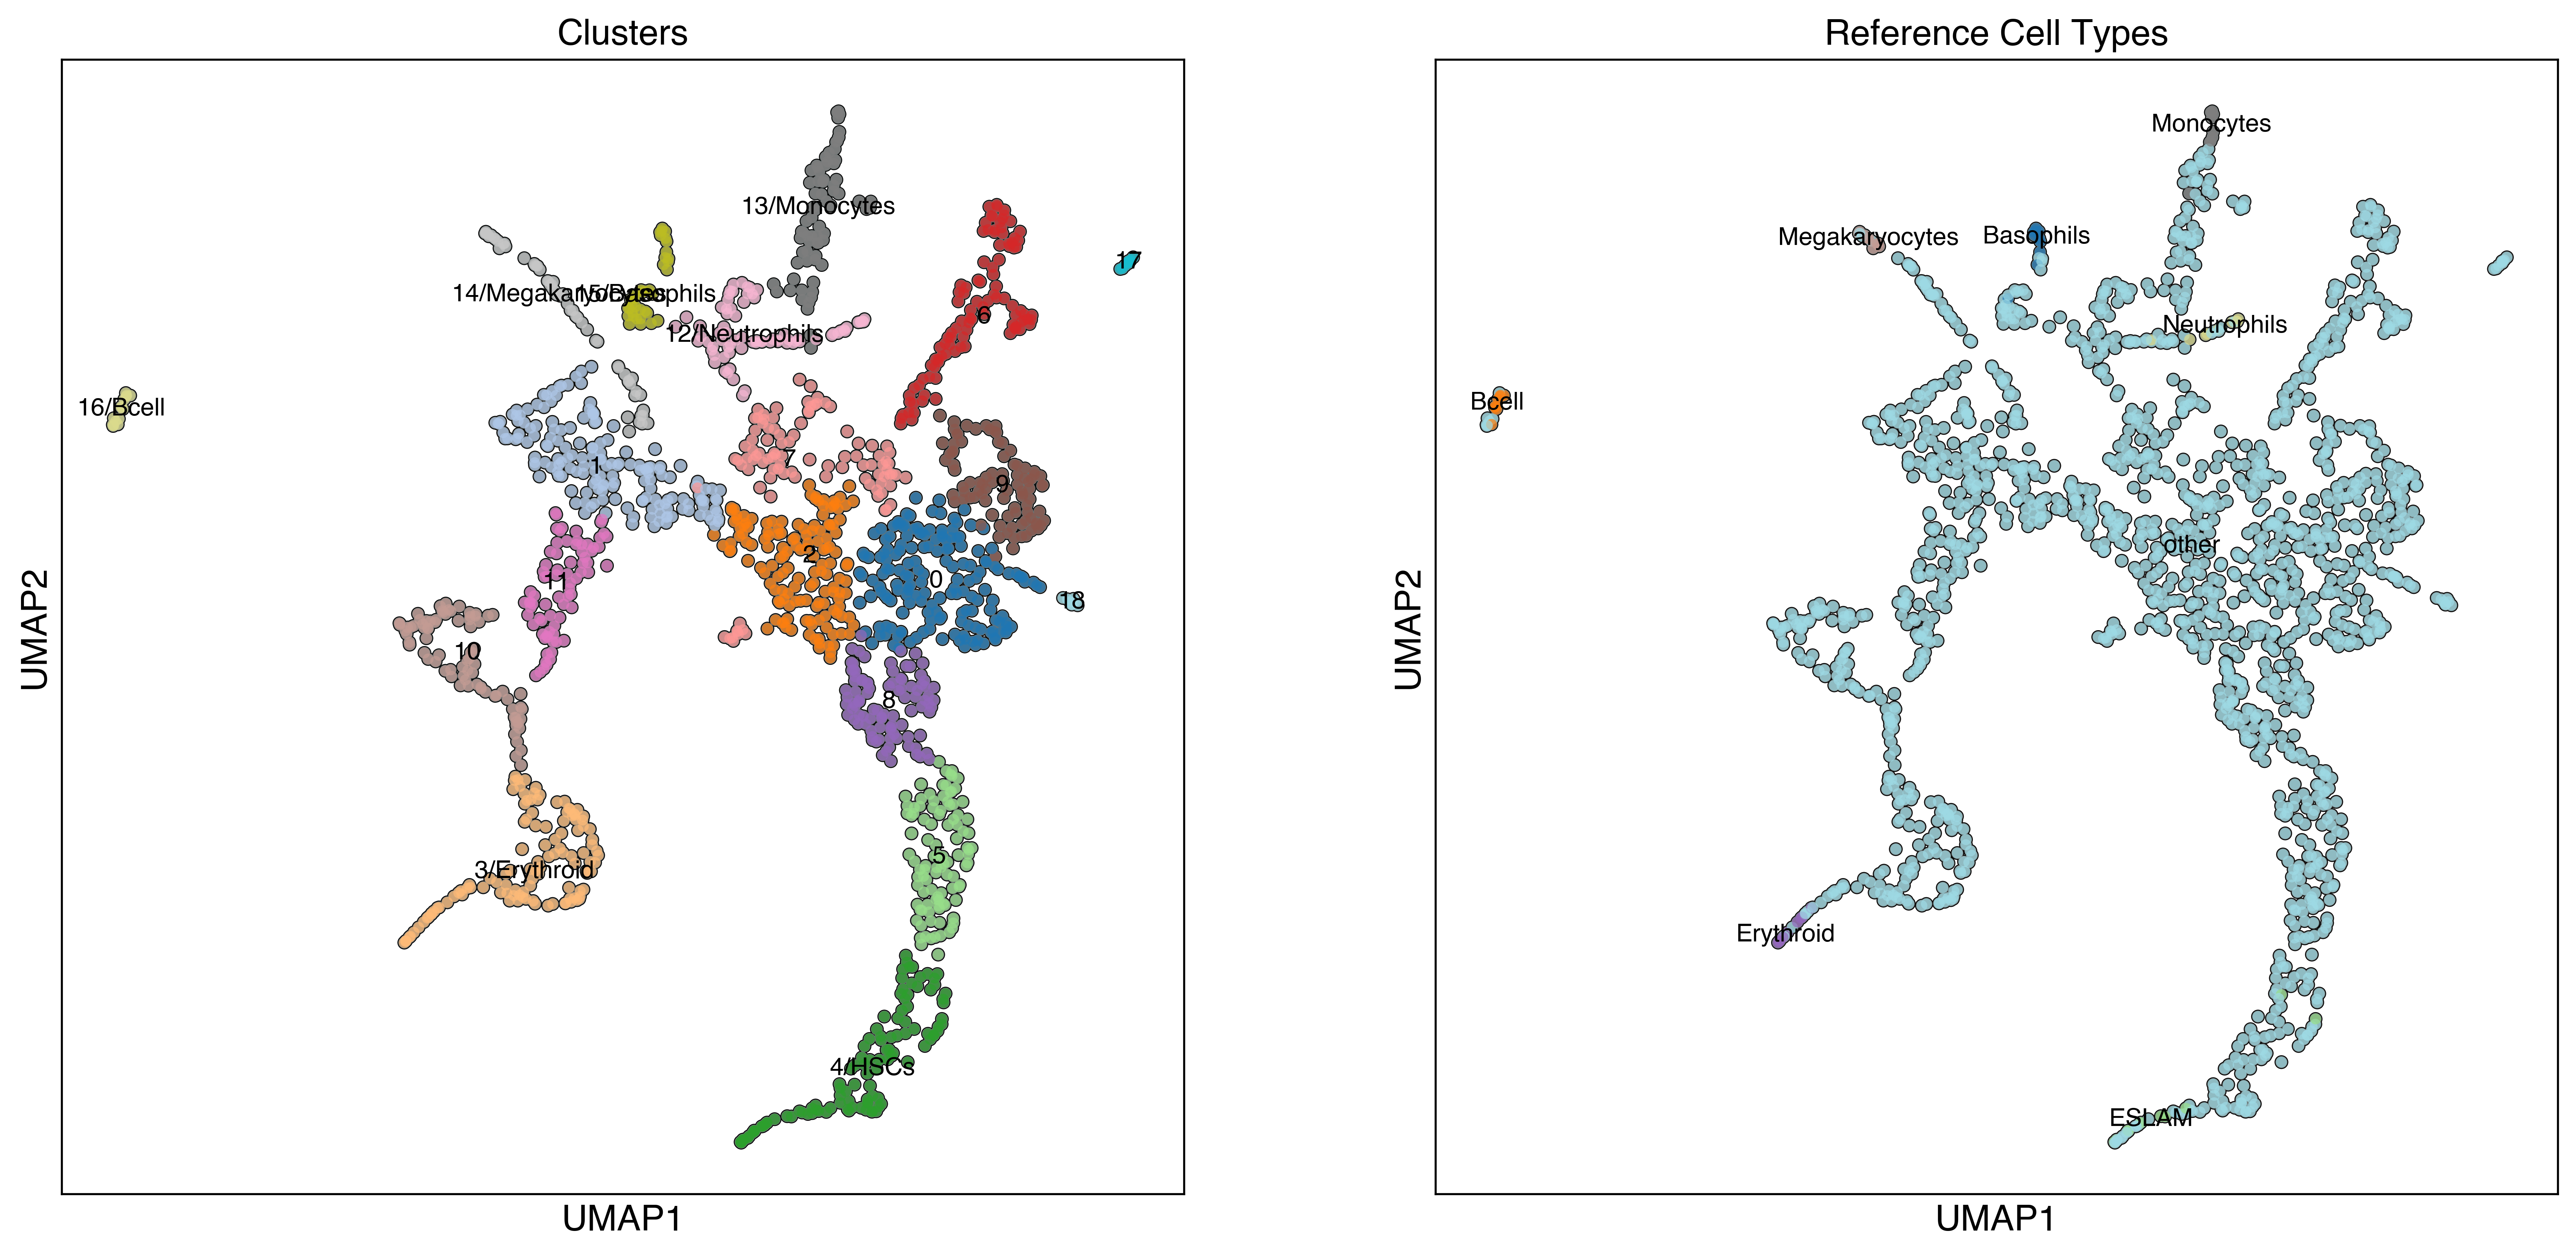 Clusters
13/Monocytes
17
14/Megakaryocytes
15/Basophils
6
12/Neutrophils
16/Bcell
7
1
9
2
11
0
18
10
8
5
3/Erythroid
4/HSCs
UMAP2
UMAP1
Reference Cell Types
Monocytes
Megakaryocytes
Basophils
Neutrophils
Bcell
other
Erythroid
ESLAM
UMAP2
UMAP1